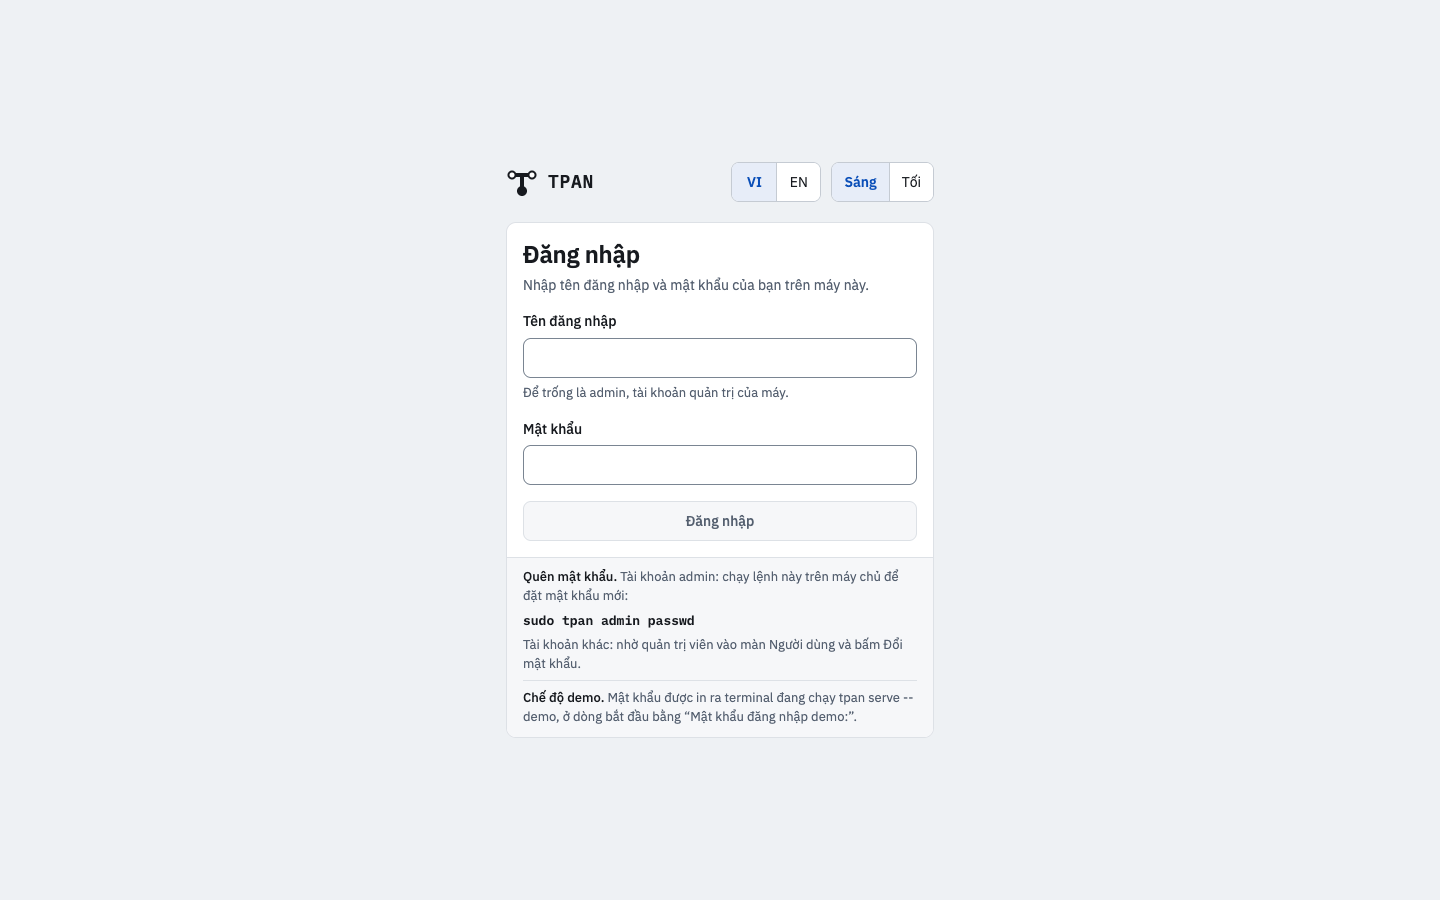 TPAN
VI
EN
Sáng
Tối
Đăng nhập
Nhập tên đăng nhập và mật khẩu của bạn trên máy này.
Tên đăng nhập
Để trống là admin, tài khoản quản trị của máy.
Mật khẩu
Đăng nhập
Quên mật khẩu. Tài khoản admin: chạy lệnh này trên máy chủ để
đặt mật khẩu mới:
sudo tpan admin passwd
Tài khoản khác: nhờ quản trị viên vào màn Người dùng và bấm Đổi
mật khẩu.
Chế độ demo. Mật khẩu được in ra terminal đang chạy tpan serve --
demo, ở dòng bắt đầu bằng “Mật khẩu đăng nhập demo:”.